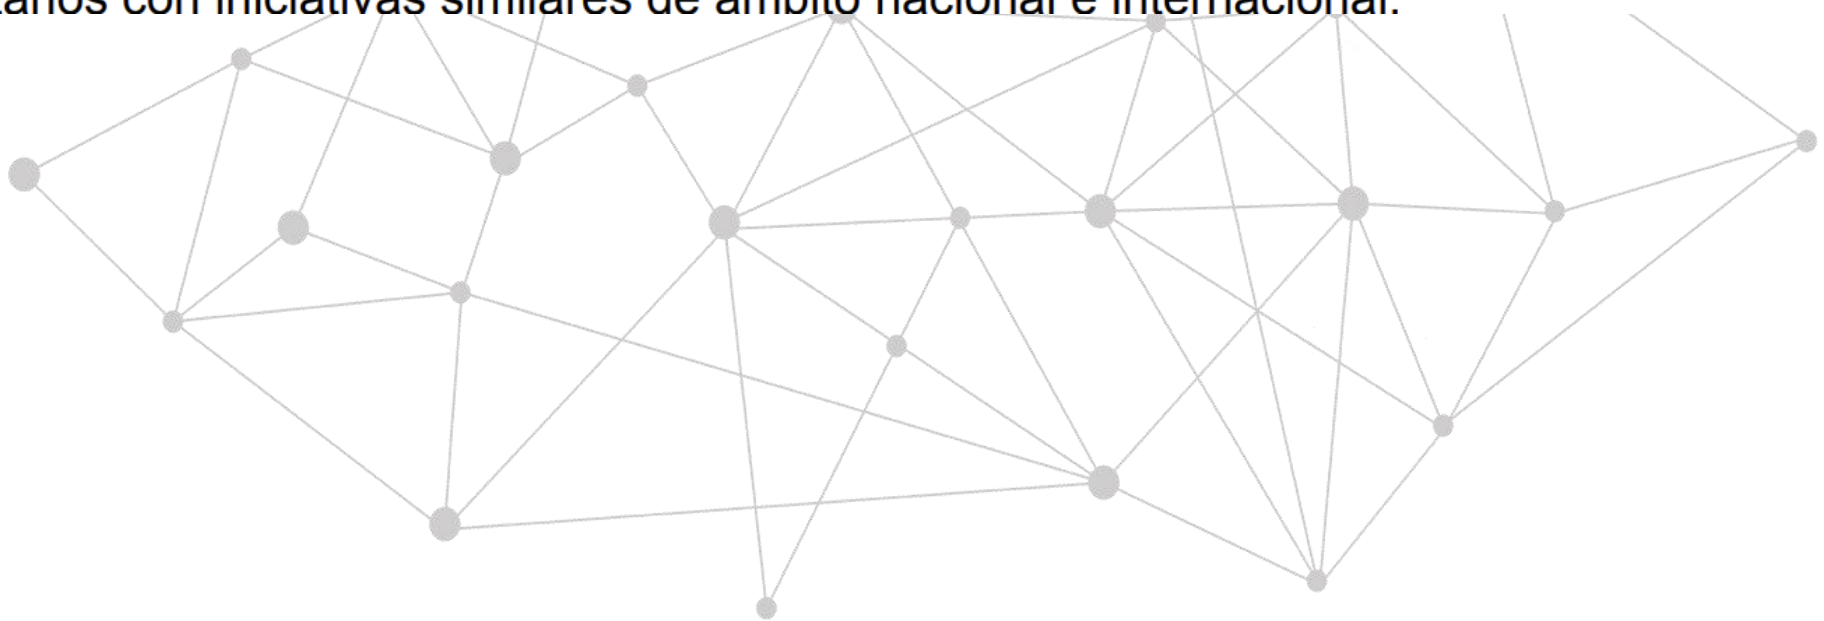 con iniciativas similares de ámbito nacional e internacional.